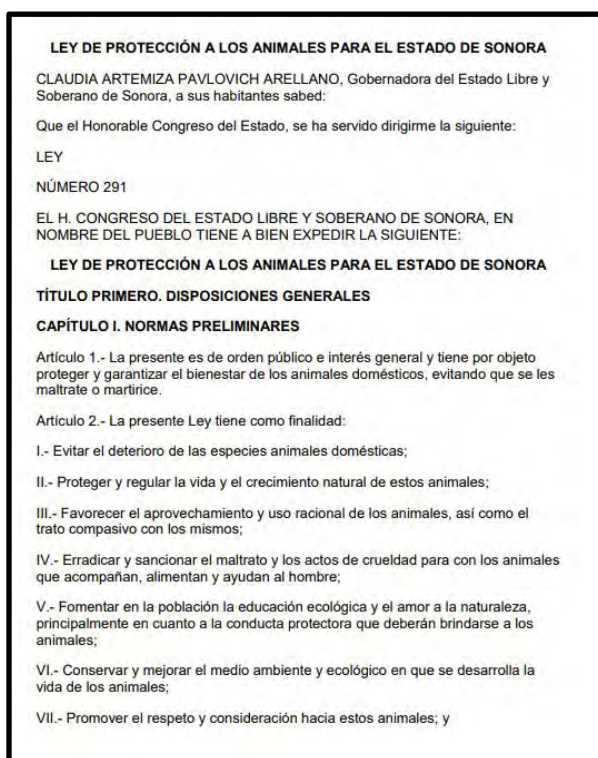 LEY DE PROTECCIÓN A LOS ANIMALES PARA EL ESTADO DE SONORA
CLAUDIA ARTEMIZA PAVLOVICH ARELLANO, Gobernadora del Estado Libre y
Soberano de Sonora, a sus habitantes sabed:
Que el Honorable Congreso del Estado, se ha servido dirigirme la siguiente:
LEY
NÚMERO 291
EL H. CONGRESO DEL ESTADO LIBRE Y SOBERANO DE SONORA, EN
NOMBRE DEL PUEBLO TIENE A BIEN EXPEDIR LA SIGUIENTE:
LEY DE PROTECCIÓN A LOS ANIMALES PARA EL ESTADO DE SONORA
TÍTULO PRIMERO. DISPOSICIONES GENERALES
CAPÍTULO I. NORMAS PRELIMINARES
Artículo 1.- La presente es de orden público e interés general y tiene por objeto
proteger y garantizar el bienestar de los animales domésticos, evitando que se les
maltrate o martirice.
Artículo 2.- La presente Ley tiene como finalidad:
I.- Evitar el deterioro de las especies animales domésticas;
II.- Proteger y regular la vida y el crecimiento natural de estos animales;
III.- Favorecer el aprovechamiento y uso racional de los animales, así como el
trato compasivo con los mismos;
IV.- Erradicar y sancionar el maltrato y los actos de crueldad para con los animales
que acompañan, alimentan y ayudan al hombre;
V.- Fomentar en la población la educación ecológica y el amor a la naturaleza,
principalmente en cuanto a la conducta protectora que deberán brindarse a los
animales;
VI.- Conservar y mejorar el medio ambiente y ecológico en que se desarrolla la
vida de los animales;
VII.- Promover el respeto y consideración hacia estos animales; y